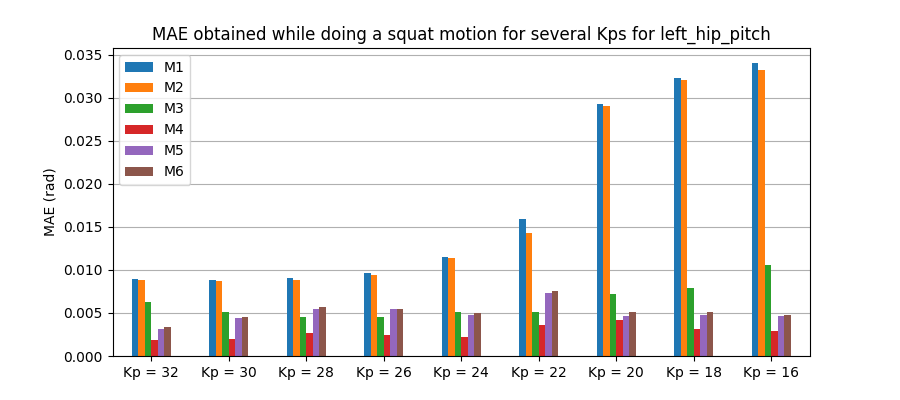 MAE obtained while doing a squat motion for several Kps for left_hip_pitch
0.035
0.030
0.025
0.020
0.015
0.010
0.005
0.000
MAE (rad)
M1
M2
M3
M4
M5
M6
Kp = 32 Kp = 30 Kp = 28 Kp = 26 Kp = 24 Kp = 22 Kp = 20 Kp = 18 Kp = 16